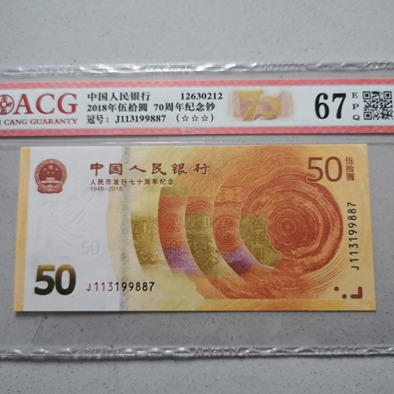 ACG
CANG GUARANTY
中国人民银行 12630212
2018年伍拾圆 70周年纪念钞
冠号：J113199887 （☆☆☆）
70
67
EPQ
中国人民银行
人民币发行七十周年纪念
1948-2018
50
伍拾圆
J113199887
50
50
J113199887